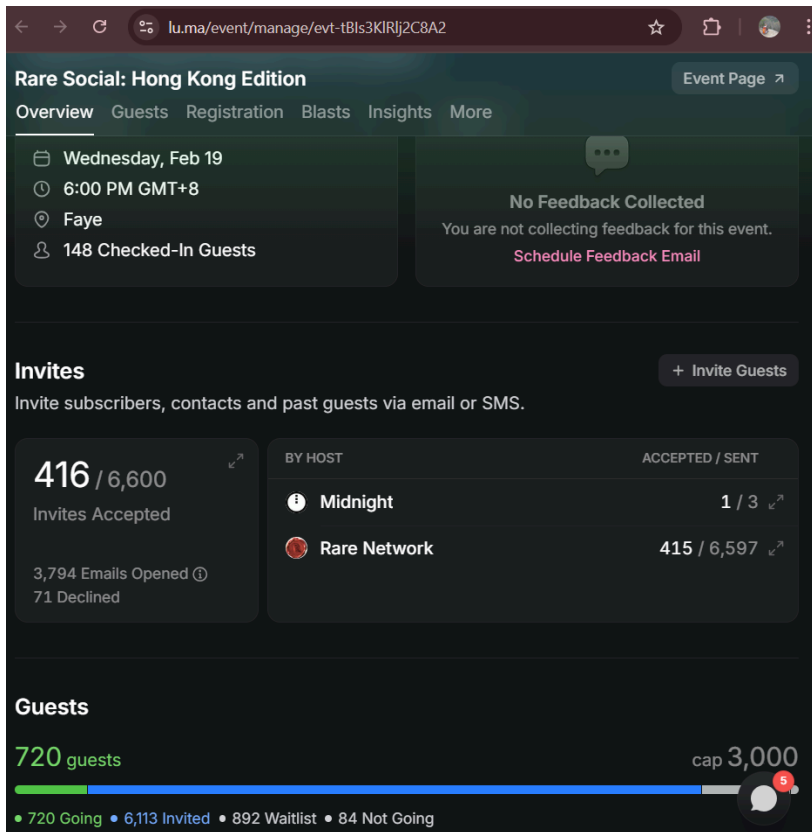 lu.ma/event/manage/evt-tBIs3KlRlj2C8A2
Rare Social: Hong Kong Edition
Event Page ↗
Overview Guests Registration Blasts Insights More
Wednesday, Feb 19
6:00 PM GMT+8
Faye
148 Checked-In Guests
No Feedback Collected
You are not collecting feedback for this event.
Schedule Feedback Email
Invites
+ Invite Guests
Invite subscribers, contacts and past guests via email or SMS.
416 / 6,600
Invites Accepted
3,794 Emails Opened
71 Declined
BY HOST ACCEPTED / SENT
Midnight 1 / 3
Rare Network 415 / 6,597
Guests
720 guests cap 3,000
5
• 720 Going • 6,113 Invited • 892 Waitlist • 84 Not Going